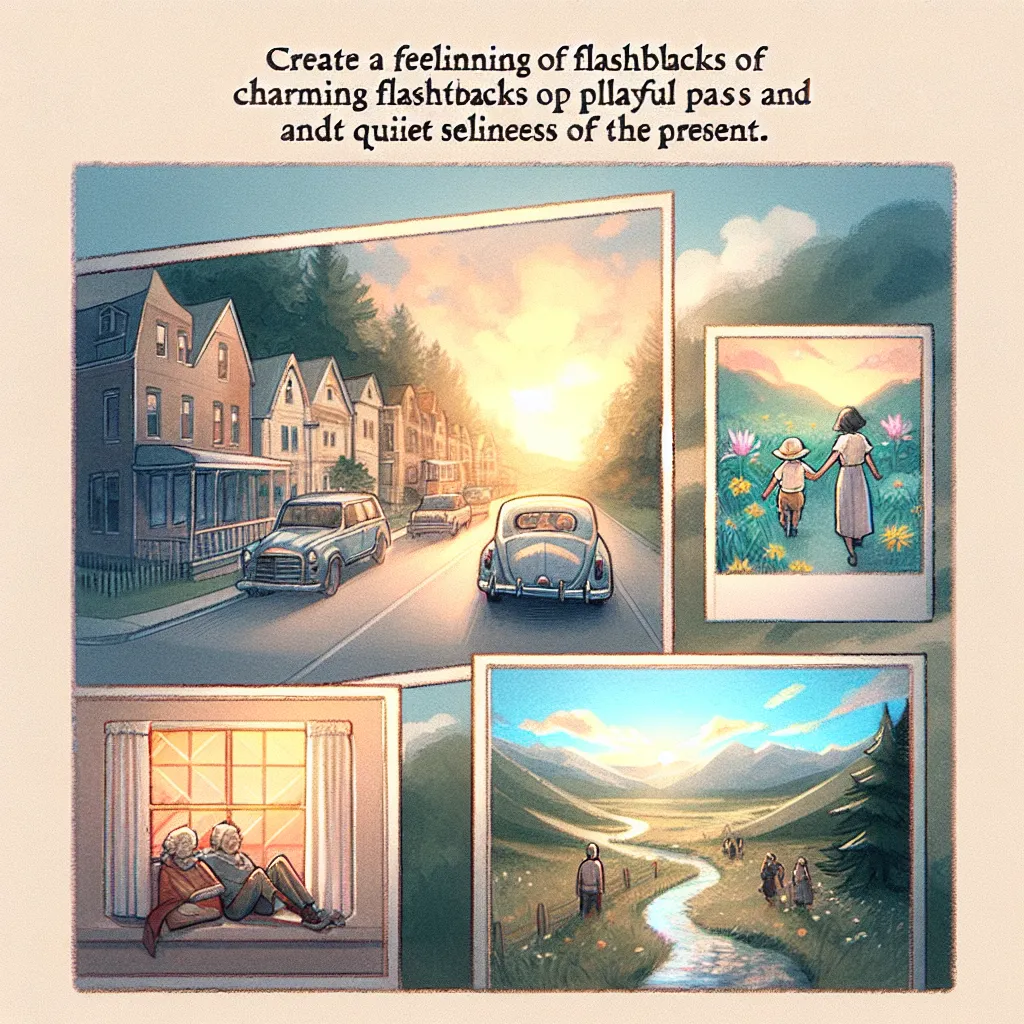 Create a feelinning of flashblacks of
charming flashtbacks op pllayful pass and
andt quiiet selineess of the present.